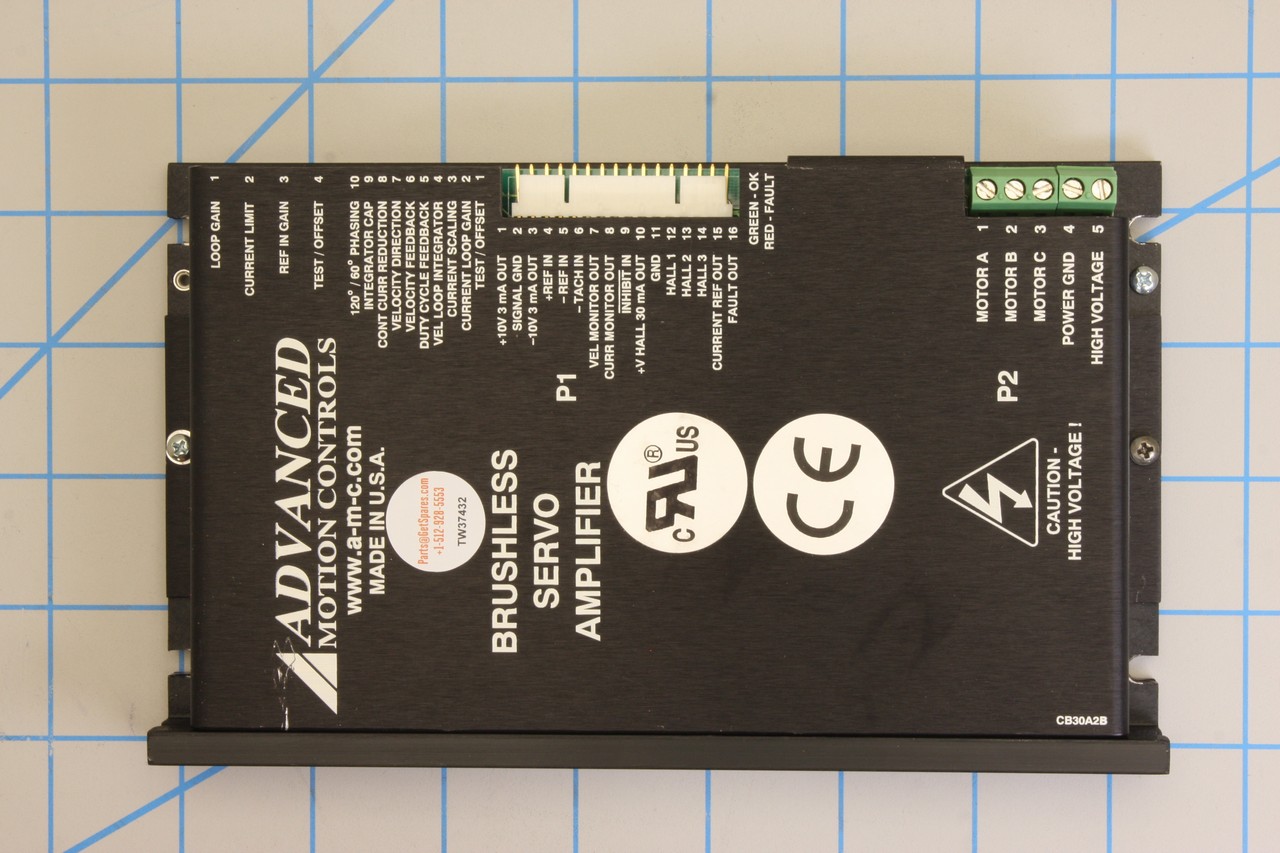 LOOP GAIN 1
CURRENT LIMIT 2
REF IN GAIN 3
TEST / OFFSET 4
120° / 60° PHASING 10
INTEGRATOR CAP 9
CONT CURR REDUCTION 8
VELOCITY DIRECTION 7
VELOCITY FEEDBACK 6
DUTY CYCLE FEEDBACK 5
VEL LOOP INTEGRATOR 4
CURRENT SCALING 3
CURRENT LOOP GAIN 2
TEST / OFFSET 1
+10V 3 mA OUT 1
SIGNAL GND 2
−10V 3 mA OUT 3
+REF IN 4
−REF IN 5
−TACH IN 6
VEL MONITOR OUT 7
CURR MONITOR OUT 8
INHIBIT IN 9
+V HALL 30 mA OUT 10
GND 11
HALL 1 12
HALL 2 13
HALL 3 14
CURRENT REF OUT 15
FAULT OUT 16
P1
GREEN - OK
RED - FAULT
MOTOR A 1
MOTOR B 2
MOTOR C 3
POWER GND 4
HIGH VOLTAGE 5
P2
ADVANCED
MOTION CONTROLS
www.a-m-c.com
MADE IN U.S.A.
Parts@GetSpares.com
+1-512-928-5553
TW37432
BRUSHLESS
SERVO
AMPLIFIER
c RU ® US
CE
CAUTION -
HIGH VOLTAGE !
CB30A2B